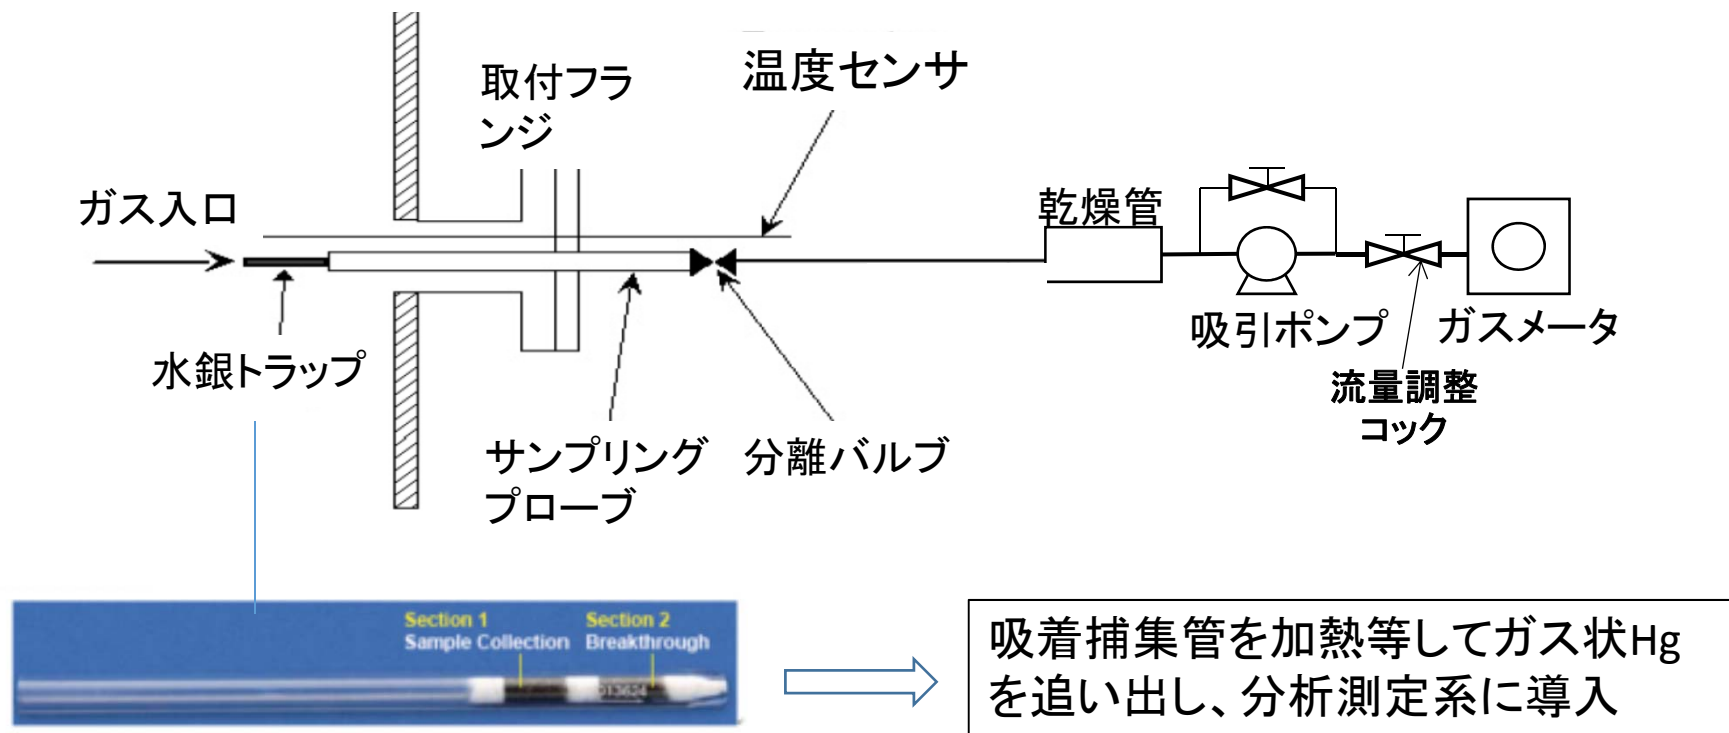 温度センサ
取付フラ
ンジ
ガス入口
乾燥管
水銀トラップ
吸引ポンプ
ガスメータ
流量調整
コック
サンプリング
プローブ
分離バルブ
Section 1
Sample Collection
Section 2
Breakthrough
吸着捕集管を加熱等してガス状Hg
を追い出し、分析測定系に導入